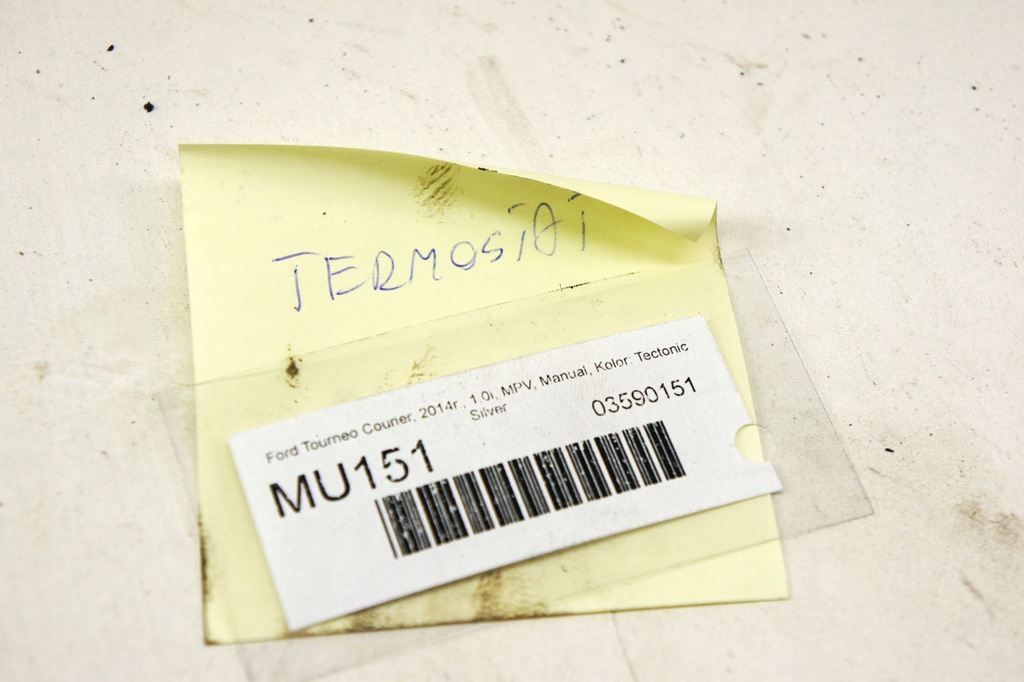 TERMOSTAT
Ford Tourneo Courier, 2014r., 1.0i, MPV, Manual, Kolor: Tectonic
Silver
MU151
03590151